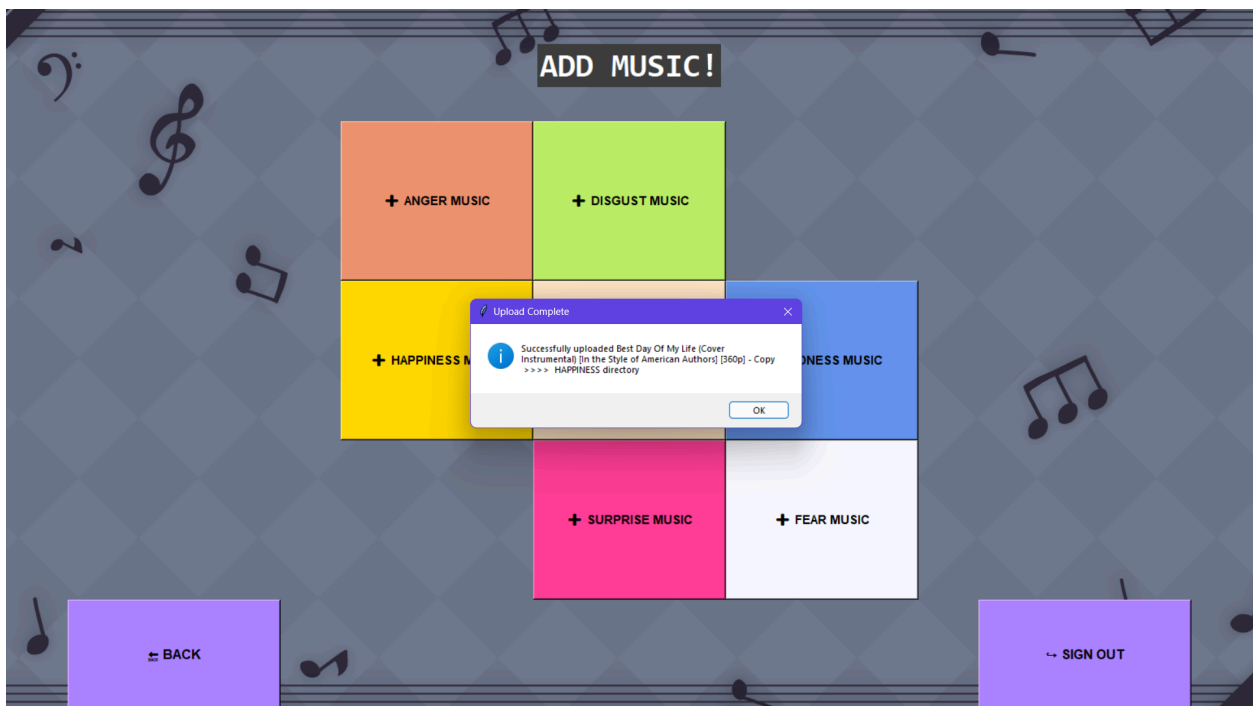 ADD MUSIC!
➕ ANGER MUSIC
➕ DISGUST MUSIC
Upload Complete
Successfully uploaded Best Day Of My Life (Cover
Instrumental) [In the Style of American Authors] [360p] - Copy
>>>> HAPPINESS directory
OK
➕ HAPPINESS M
DNESS MUSIC
➕ SURPRISE MUSIC
➕ FEAR MUSIC
BACK
↪ SIGN OUT